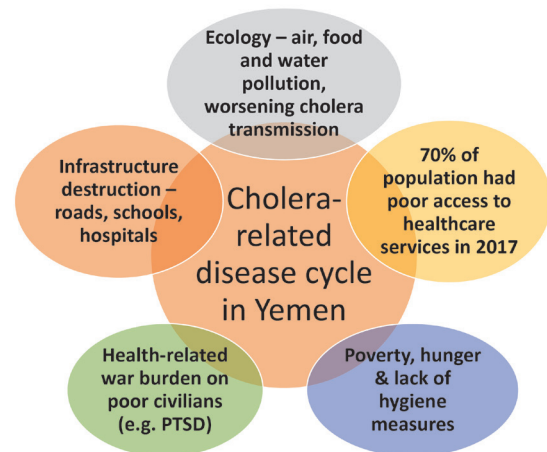 Ecology – air, food
and water
pollution,
worsening cholera
transmission
70% of
population had
poor access to
healthcare
services in 2017
Poverty, hunger
& lack of
hygiene
measures
Health-related
war burden on
poor civilians
(e.g. PTSD)
Infrastructure
destruction –
roads, schools,
hospitals
Cholera-
related
disease cycle
in Yemen